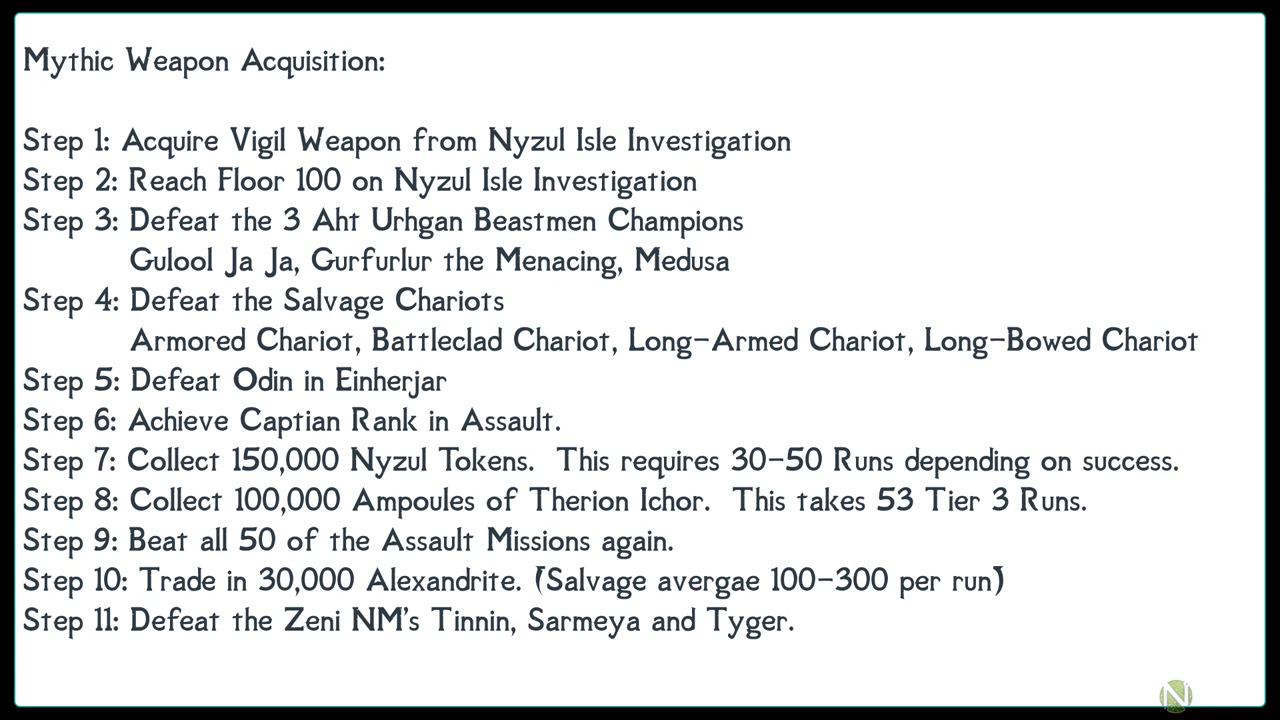 Mythic Weapon Acquisition:
Step 1: Acquire Vigil Weapon from Nyzul Isle Investigation
Step 2: Reach Floor 100 on Nyzul Isle Investigation
Step 3: Defeat the 3 Aht Urhgan Beastmen Champions
Gulool Ja Ja, Gurfurlur the Menacing, Medusa
Step 4: Defeat the Salvage Chariots
Armored Chariot, Battleclad Chariot, Long-Armed Chariot, Long-Bowed Chariot
Step 5: Defeat Odin in Einherjar
Step 6: Achieve Captian Rank in Assault.
Step 7: Collect 150,000 Nyzul Tokens. This requires 30-50 Runs depending on success.
Step 8: Collect 100,000 Ampoules of Therion Ichor. This takes 53 Tier 3 Runs.
Step 9: Beat all 50 of the Assault Missions again.
Step 10: Trade in 30,000 Alexandrite. (Salvage avergae 100-300 per run)
Step 11: Defeat the Zeni NM's Tinnin, Sarmeya and Tyger.
N